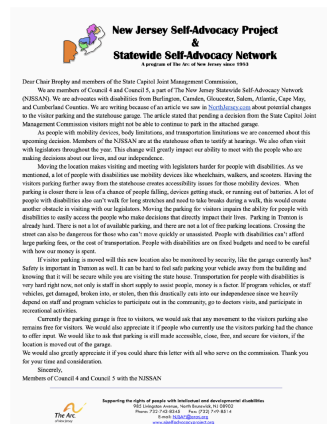 New Jersey Self-Advocacy Project
&
Statewide Self-Advocacy Network
A program of The Arc of New Jersey since 1983
Dear Chair Brophy and members of the State Capitol Joint Management Commission,
We are members of Council 4 and Council 5, a part of The New Jersey Statewide Self-Advocacy Network
(NJSSAN). We are advocates with disabilities from Burlington, Camden, Gloucester, Salem, Atlantic, Cape May,
and Cumberland Counties. We are writing because of an article we saw in NorthJersey.com about potential changes
to the visitor parking and the statehouse garage. The article stated that pending a decision from the State Capitol Joint
Management Commission visitors might not be able to continue to park in the attached garage.
As people with mobility devices, body limitations, and transportation limitations we are concerned about this
upcoming decision. Members of the NJSSAN are at the statehouse often to testify at hearings. We also often visit
with legislators throughout the year. This change will greatly impact our ability to meet with the people who are
making decisions about our lives, and our independence.
Moving the location makes visiting and meeting with legislators harder for people with disabilities. As we
mentioned, a lot of people with disabilities use mobility devices like wheelchairs, walkers, and scooters. Having the
visitors parking further away from the statehouse creates accessibility issues for those mobility devices. When
parking is closer there is less of a chance of people falling, devices getting stuck, or running out of batteries. A lot of
people with disabilities also can't walk for long stretches and need to take breaks during a walk, this would create
another obstacle in visiting with our legislators. Moving the parking for visitors impairs the ability for people with
disabilities to easily access the people who make decisions that directly impact their lives. Parking in Trenton is
already hard. There is not a lot of available parking, and there are not a lot of free parking locations. Crossing the
street can also be dangerous for those who can't move quickly or unassisted. People with disabilities can't afford
large parking fees, or the cost of transportation. People with disabilities are on fixed budgets and need to be careful
with how our money is spent.
If visitor parking is moved will this new location also be monitored by security, like the garage currently has?
Safety is important in Trenton as well. It can be hard to feel safe parking your vehicle away from the building and
knowing that it will be secure while you are visiting the state house. Transportation for people with disabilities is
very hard right now, not only is staff in short supply to assist people, money is a factor. If program vehicles, or staff
vehicles, get damaged, broken into, or stolen, then this drastically cuts into our independence since we heavily
depend on staff and program vehicles to participate out in the community, go to doctors visits, and participate in
recreational activities.
Currently the parking garage is free to visitors, we would ask that any movement to the visitors parking also
remains free for visitors. We would also appreciate it if people who currently use the visitors parking had the chance
to offer input. We would like to ask that parking is still made accessible, close, free, and secure for visitors, if the
location is moved out of the garage.
We would also greatly appreciate if you could share this letter with all who serve on the commission. Thank you
for your time and consideration.
Sincerely,
Members of Council 4 and Council 5 with the NJSSAN
The Arc
of New Jersey
Supporting the rights of people with intellectual and developmental disabilities
985 Livingston Avenue, North Brunswick, NJ 08902